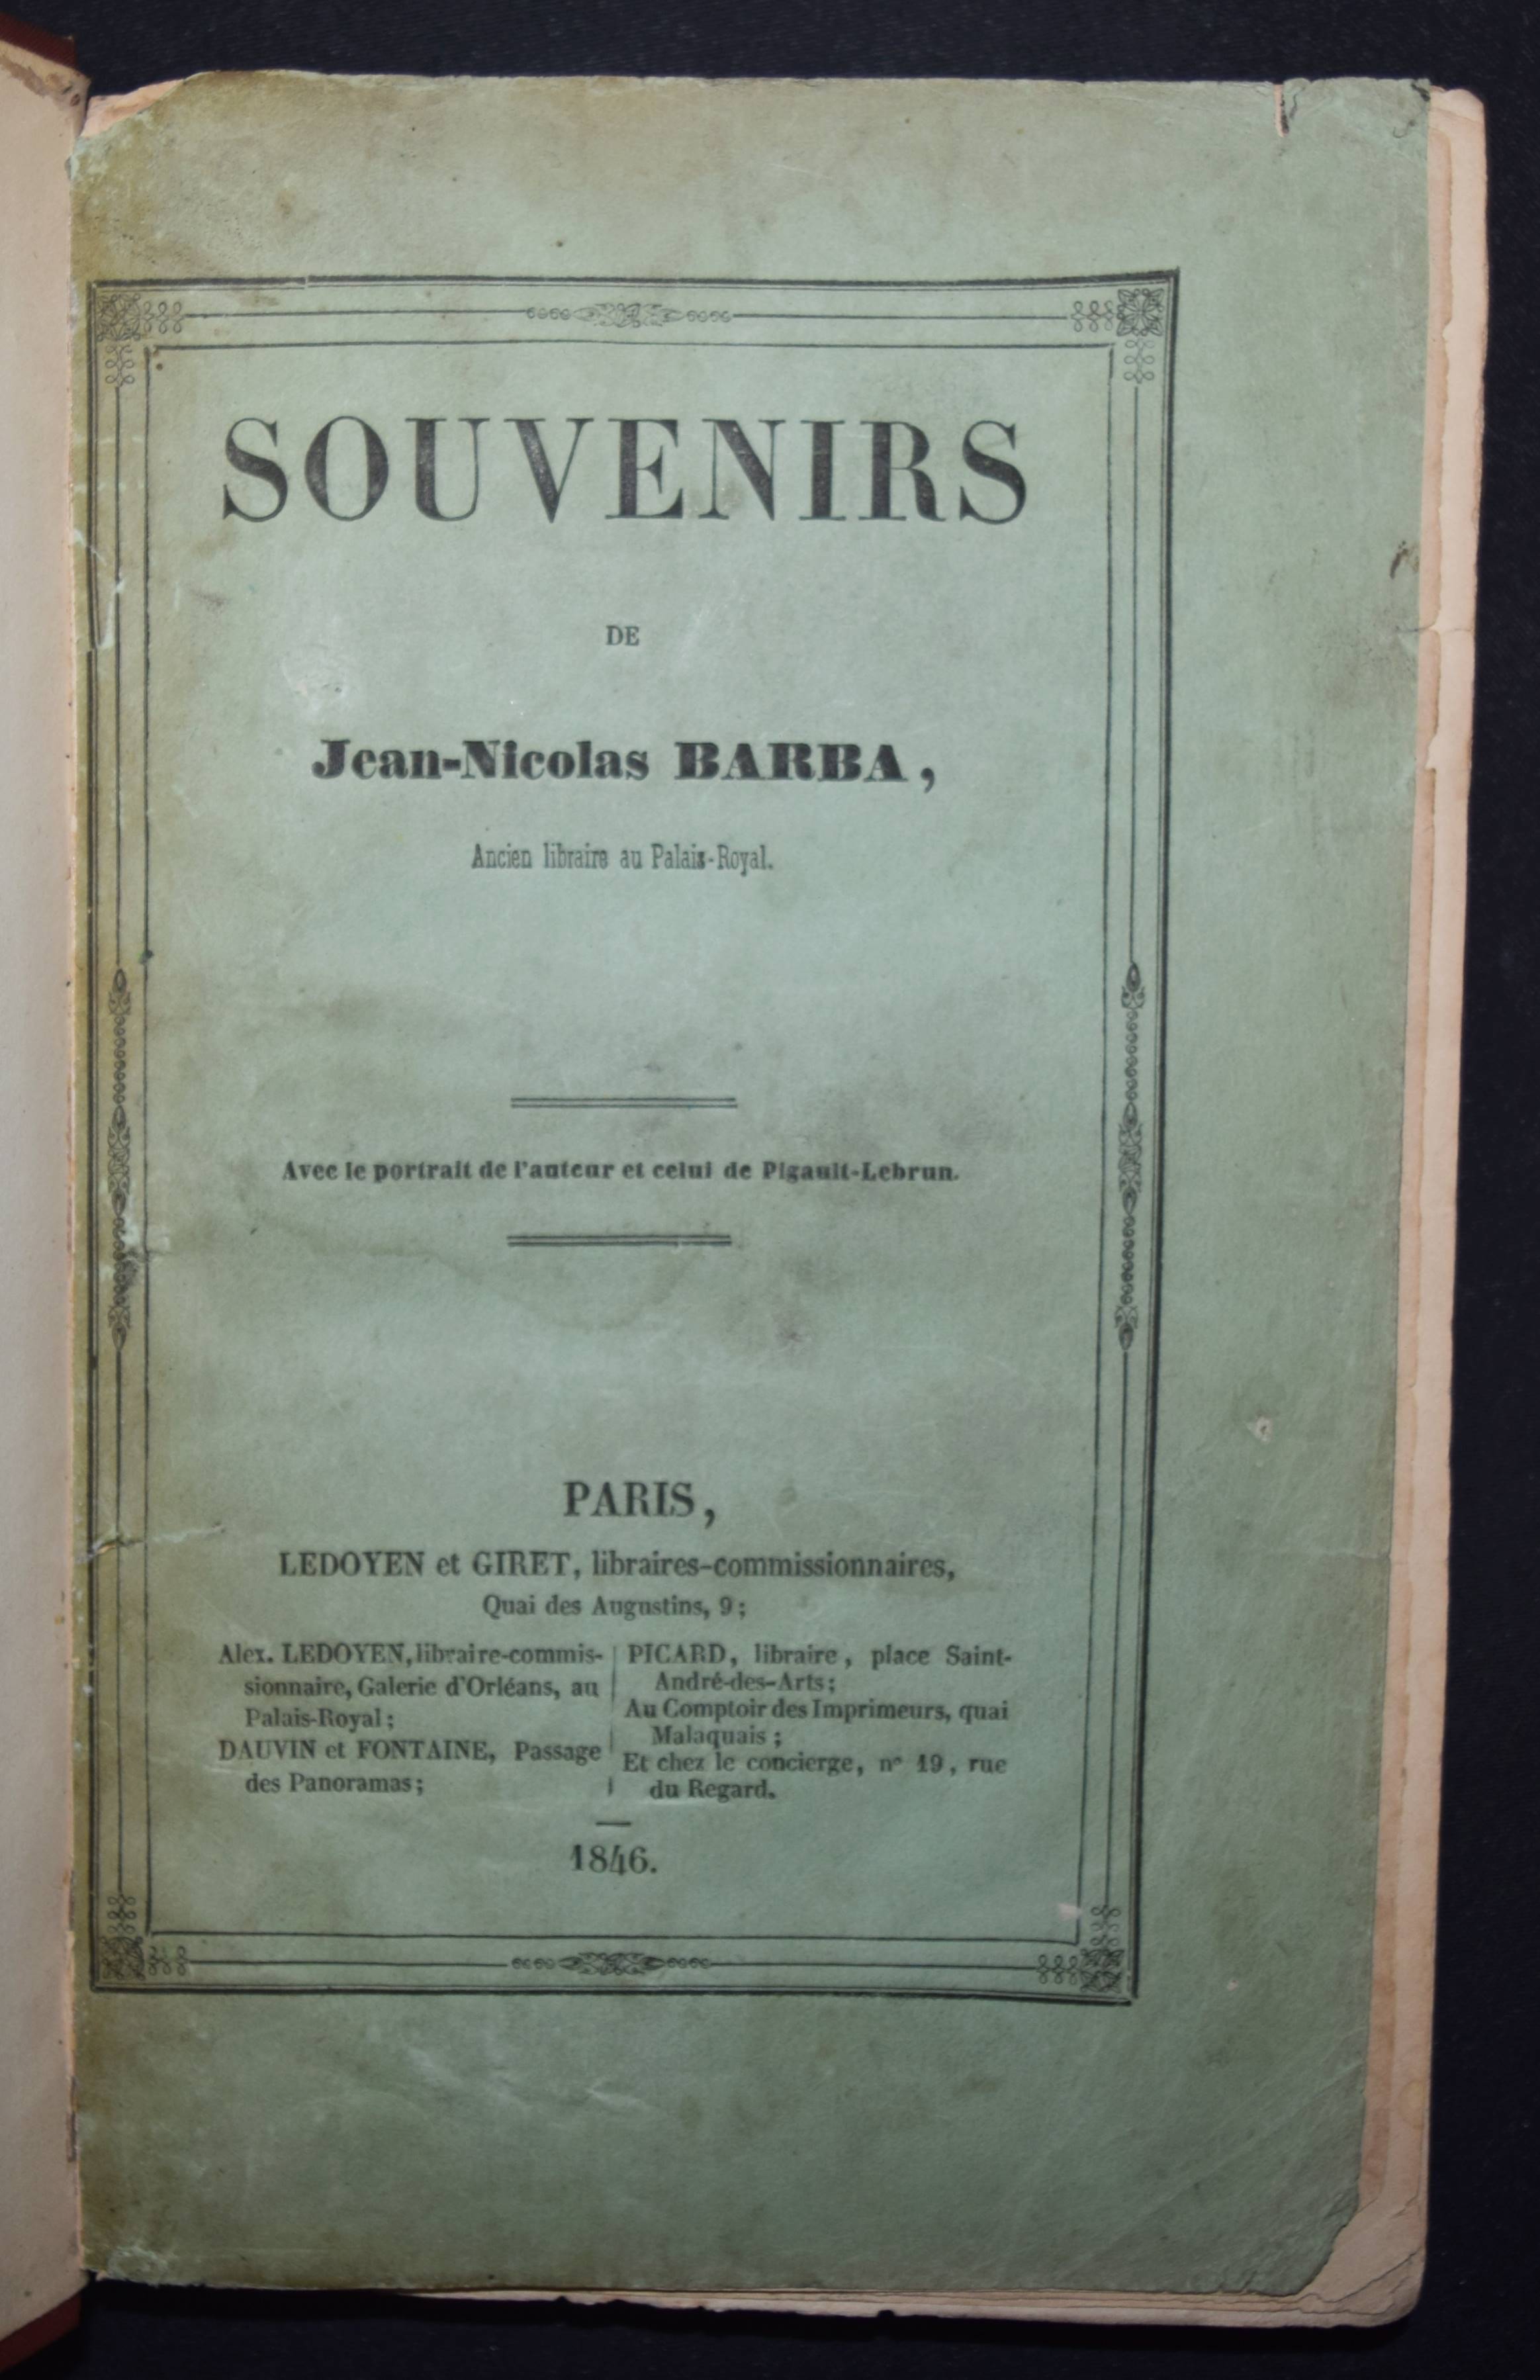 SOUVENIRS
DE
Jean-Nicolas BARBA,
Ancien libraire au Palais-Royal.
Avec le portrait de l'auteur et celui de Pigault-Lebrun.
PARIS,
LEDOYEN et GIRET, libraires-commissionnaires,
Quai des Augustins, 9;
Alex. LEDOYEN, libraire-commis-
sionnaire, Galerie d'Orléans, au
Palais-Royal;
DAUVIN et FONTAINE, Passage
des Panoramas;
PICARD, libraire, place Saint-
André-des-Arts;
Au Comptoir des Imprimeurs, quai
Malaquais;
Et chez le concierge, n° 19, rue
du Regard.
1846.